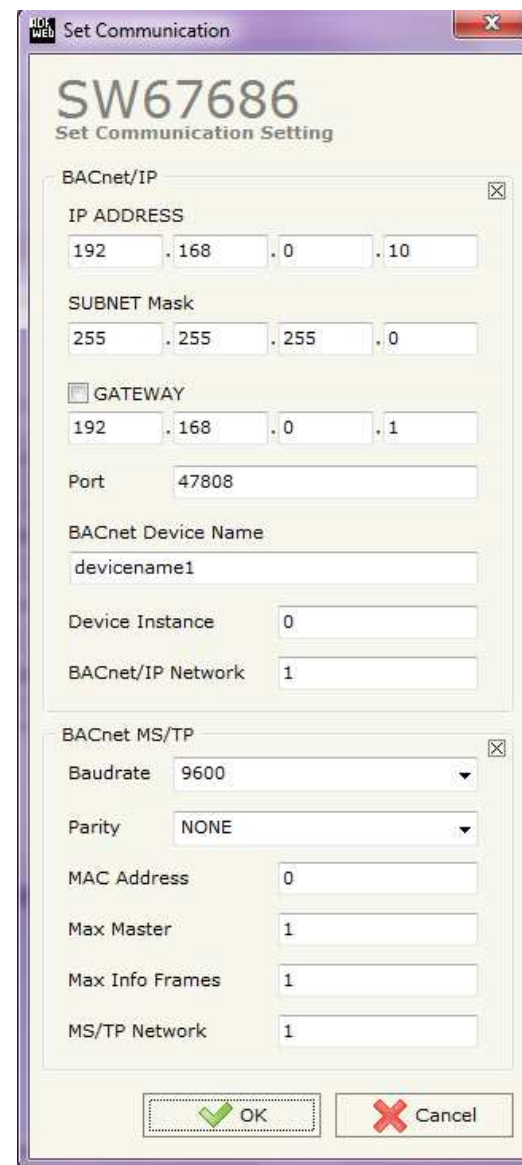 ADF WEB Set Communication
SW67686
Set Communication Setting
BACnet/IP
IP ADDRESS
192 . 168 . 0 . 10
SUBNET Mask
255 . 255 . 255 . 0
GATEWAY
192 . 168 . 0 . 1
Port 47808
BACnet Device Name
devicename1
Device Instance 0
BACnet/IP Network 1
BACnet MS/TP
Baudrate 9600
Parity NONE
MAC Address 0
Max Master 1
Max Info Frames 1
MS/TP Network 1
OK Cancel